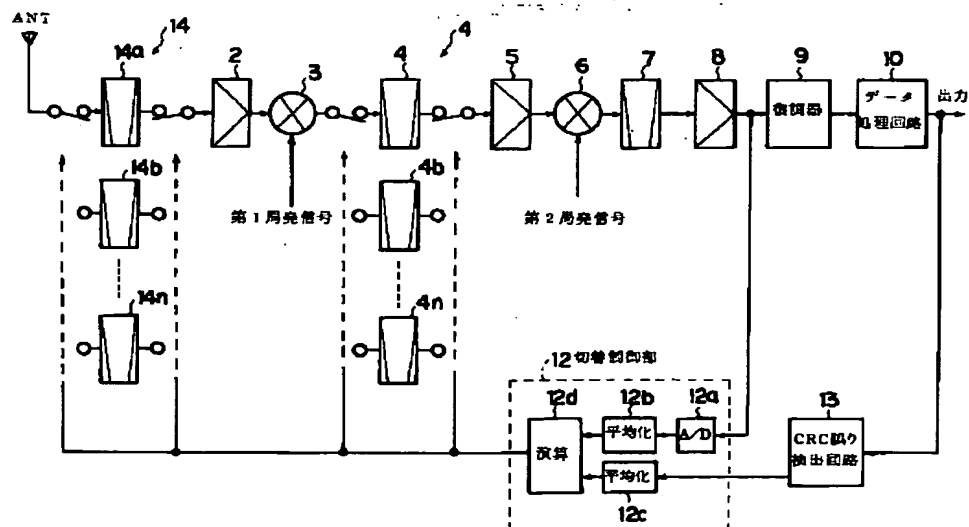 ANT
14
14a
2
3
4
4
5
6
7
8
9
10
復調器
データ
処理回路
出力
14b
4b
第1局発信号
第2局発信号
14n
4n
12 切替制御部
12d
12b
12a
演算
平均化
A/D
平均化
12c
13
CRC誤り
検出回路